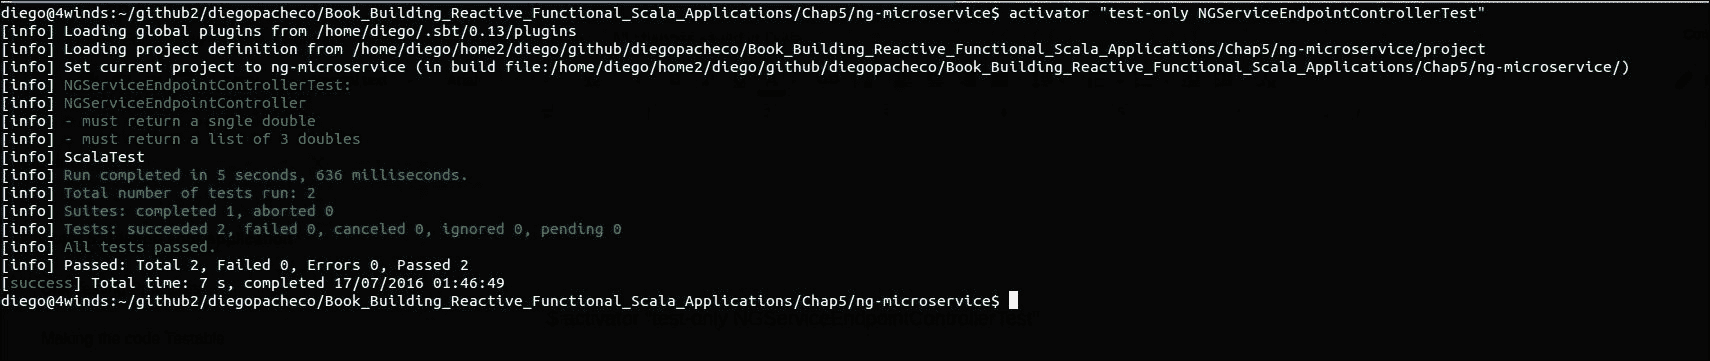 diego@4winds:~/github2/diegopacheco/Book_Building_Reactive_Functional_Scala_Applications/Chap5/ng-microservice$ activator "test-only NGServiceEndpointControllerTest"
[info] Loading global plugins from /home/diego/.sbt/0.13/plugins
[info] Loading project definition from /home/diego/home2/diego/github/diegopacheco/Book_Building_Reactive_Functional_Scala_Applications/Chap5/ng-microservice/project
[info] Set current project to ng-microservice (in build file:/home/diego/home2/diego/github/diegopacheco/Book_Building_Reactive_Functional_Scala_Applications/Chap5/ng-microservice/)
[info] NGServiceEndpointControllerTest:
[info] NGServiceEndpointController
[info] - must return a sngle double
[info] - must return a list of 3 doubles
[info] ScalaTest
[info] Run completed in 5 seconds, 636 milliseconds.
[info] Total number of tests run: 2
[info] Suites: completed 1, aborted 0
[info] Tests: succeeded 2, failed 0, canceled 0, ignored 0, pending 0
[info] All tests passed.
[info] Passed: Total 2, Failed 0, Errors 0, Passed 2
[success] Total time: 7 s, completed 17/07/2016 01:46:49
diego@4winds:~/github2/diegopacheco/Book_Building_Reactive_Functional_Scala_Applications/Chap5/ng-microservice$
$ activator "test-only NGServiceEndpointControllerTest"